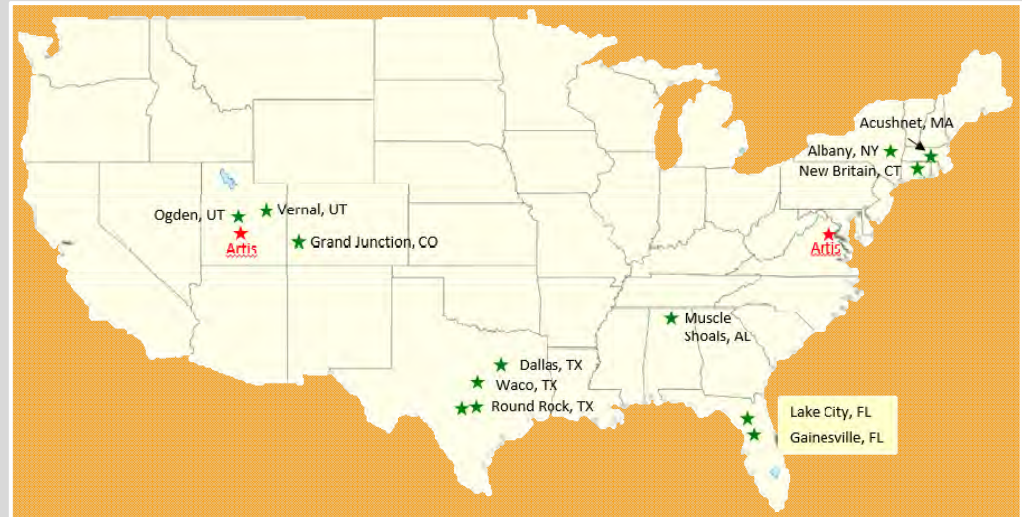 Acushnet, MA
Albany, NY
New Britain, CT
Ogden, UT
Vernal, UT
Artis
Grand Junction, CO
Artis
Muscle
Shoals, AL
Dallas, TX
Waco, TX
Round Rock, TX
Lake City, FL
Gainesville, FL